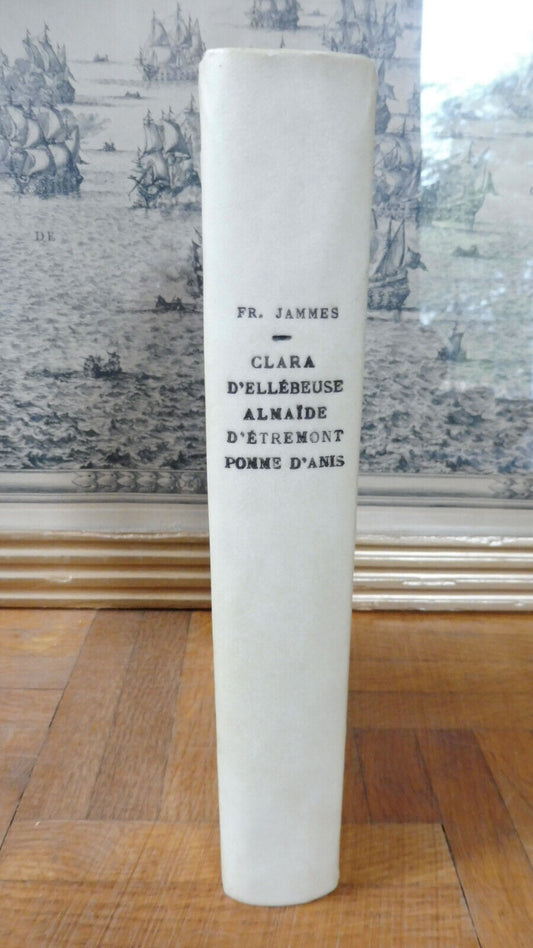 DE
FR. JAMMES
CLARA
D'ELLÉBEUSE
ALMAÏDE
D'ÉTREMONT
POMME D'ANIS